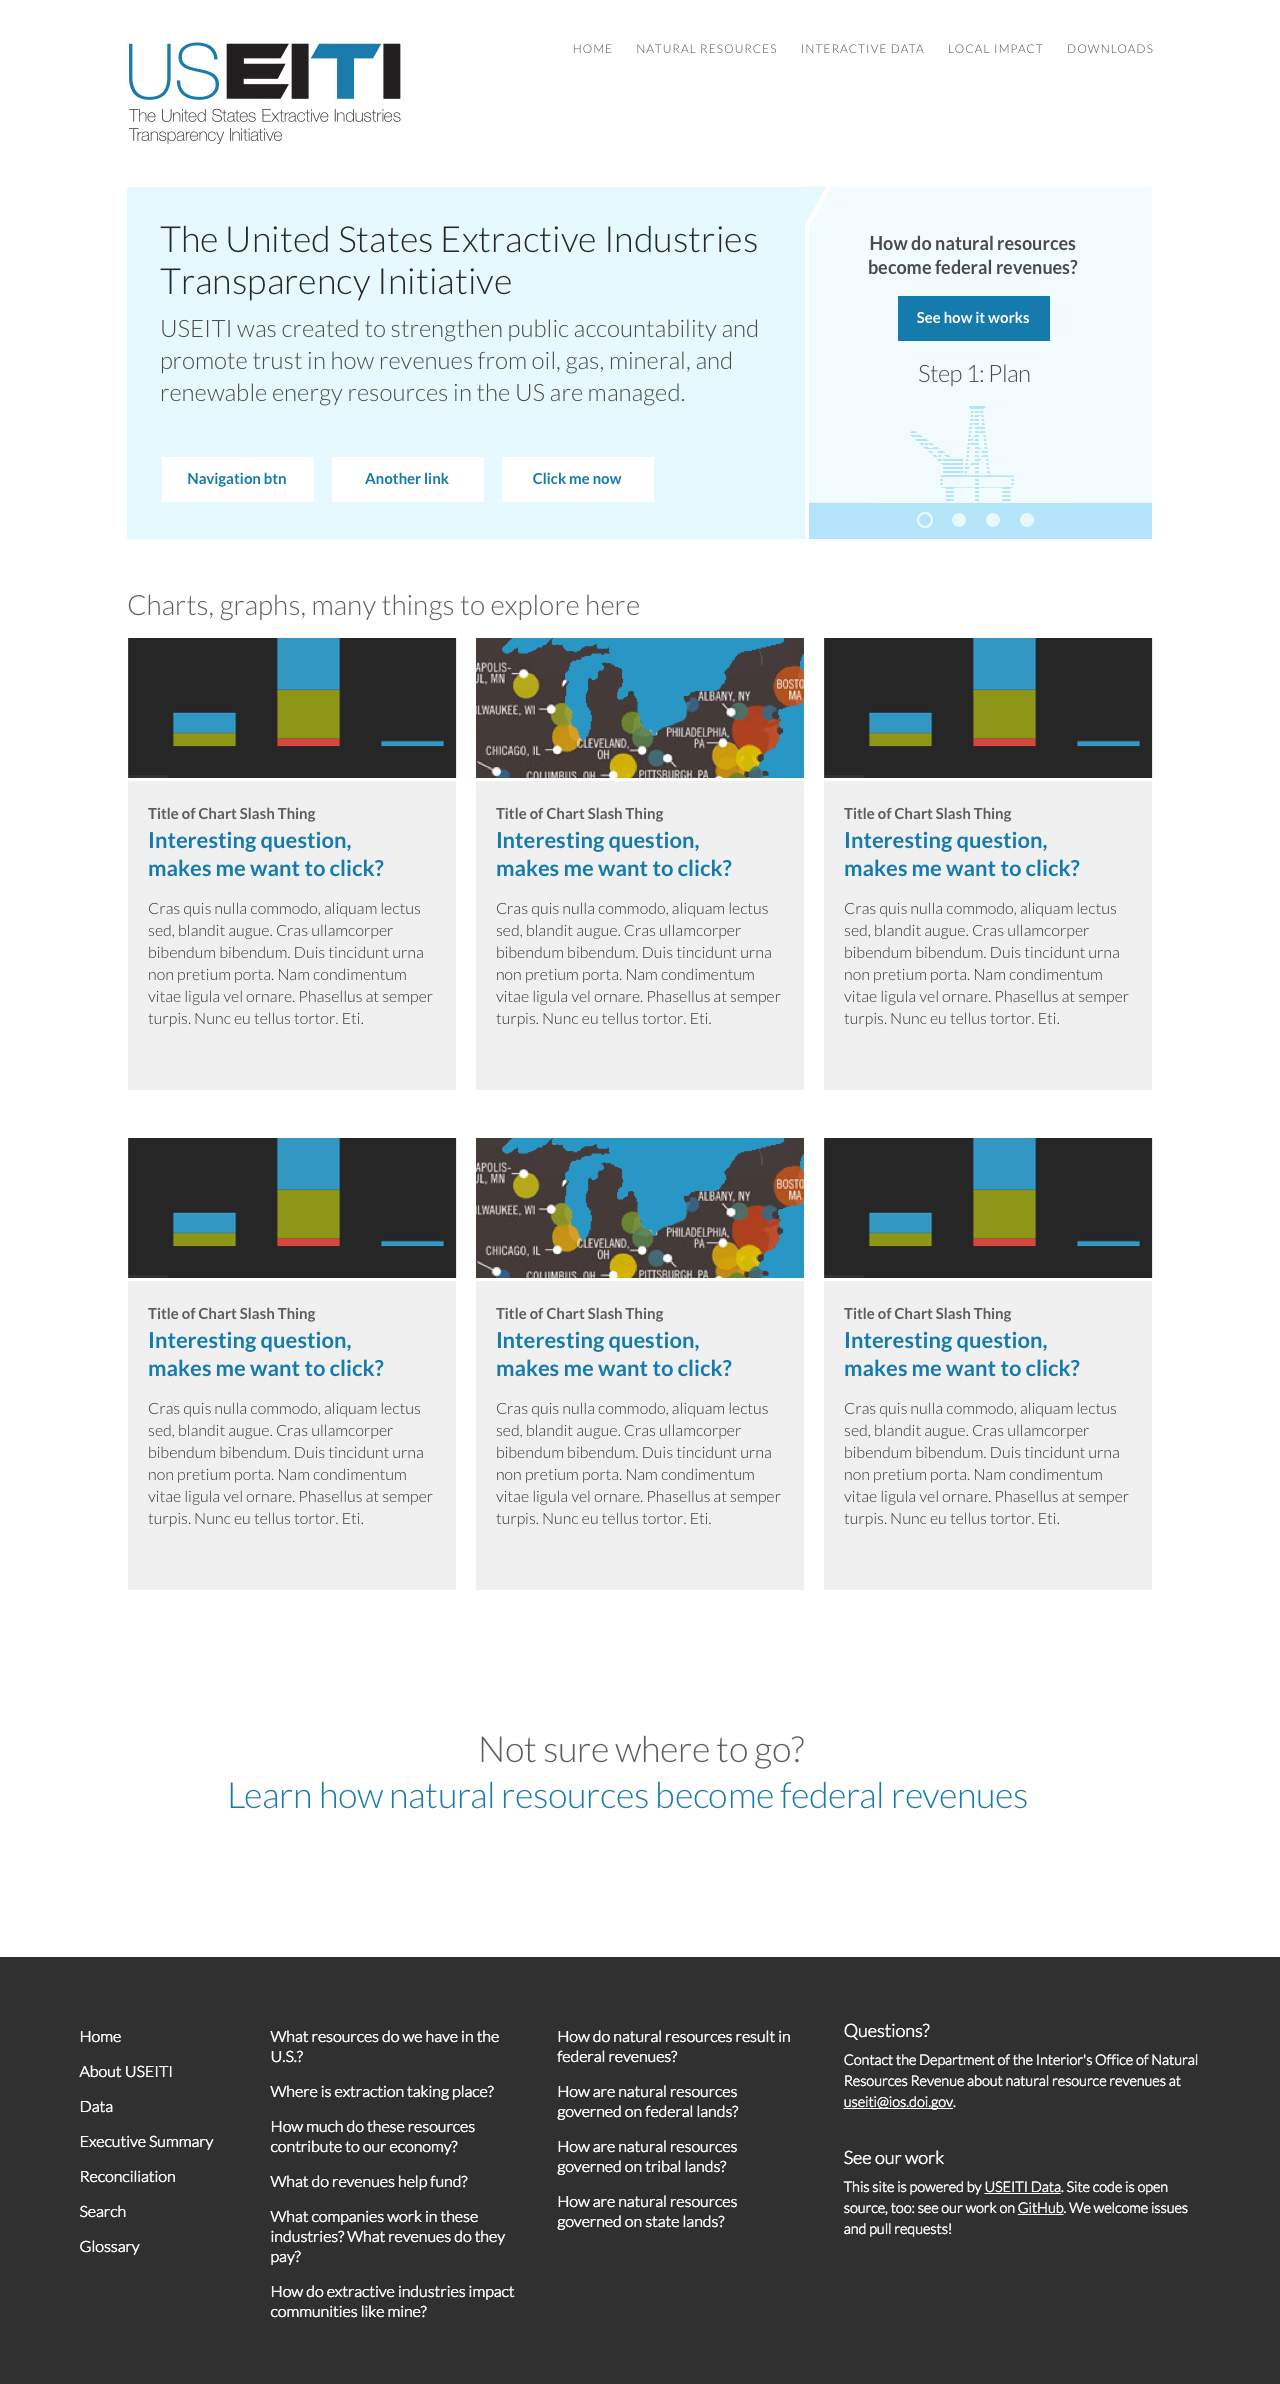 USEITI
The United States Extractive Industries
Transparency Initiative
HOME NATURAL RESOURCES INTERACTIVE DATA LOCAL IMPACT DOWNLOADS
The United States Extractive Industries
Transparency Initiative
USEITI was created to strengthen public accountability and
promote trust in how revenues from oil, gas, mineral, and
renewable energy resources in the US are managed.
Navigation btn
Another link
Click me now
How do natural resources
become federal revenues?
See how it works
Step 1: Plan
Charts, graphs, many things to explore here
Title of Chart Slash Thing
Interesting question,
makes me want to click?
Cras quis nulla commodo, aliquam lectus
sed, blandit augue. Cras ullamcorper
bibendum bibendum. Duis tincidunt urna
non pretium porta. Nam condimentum
vitae ligula vel ornare. Phasellus at semper
turpis. Nunc eu tellus tortor. Eti.
APOLIS-
UL, MN
LWAUKEE, WI
CHICAGO, IL
CLEVELAND,
OH
COLUMBUS, OH
PITTSBURGH, PA
PHILADELPHIA,
PA
ALBANY, NY
BOSTO
MA
Title of Chart Slash Thing
Interesting question,
makes me want to click?
Cras quis nulla commodo, aliquam lectus
sed, blandit augue. Cras ullamcorper
bibendum bibendum. Duis tincidunt urna
non pretium porta. Nam condimentum
vitae ligula vel ornare. Phasellus at semper
turpis. Nunc eu tellus tortor. Eti.
Title of Chart Slash Thing
Interesting question,
makes me want to click?
Cras quis nulla commodo, aliquam lectus
sed, blandit augue. Cras ullamcorper
bibendum bibendum. Duis tincidunt urna
non pretium porta. Nam condimentum
vitae ligula vel ornare. Phasellus at semper
turpis. Nunc eu tellus tortor. Eti.
Title of Chart Slash Thing
Interesting question,
makes me want to click?
Cras quis nulla commodo, aliquam lectus
sed, blandit augue. Cras ullamcorper
bibendum bibendum. Duis tincidunt urna
non pretium porta. Nam condimentum
vitae ligula vel ornare. Phasellus at semper
turpis. Nunc eu tellus tortor. Eti.
APOLIS-
UL, MN
LWAUKEE, WI
CHICAGO, IL
CLEVELAND,
OH
COLUMBUS, OH
PITTSBURGH, PA
PHILADELPHIA,
PA
ALBANY, NY
BOSTO
MA
Title of Chart Slash Thing
Interesting question,
makes me want to click?
Cras quis nulla commodo, aliquam lectus
sed, blandit augue. Cras ullamcorper
bibendum bibendum. Duis tincidunt urna
non pretium porta. Nam condimentum
vitae ligula vel ornare. Phasellus at semper
turpis. Nunc eu tellus tortor. Eti.
Title of Chart Slash Thing
Interesting question,
makes me want to click?
Cras quis nulla commodo, aliquam lectus
sed, blandit augue. Cras ullamcorper
bibendum bibendum. Duis tincidunt urna
non pretium porta. Nam condimentum
vitae ligula vel ornare. Phasellus at semper
turpis. Nunc eu tellus tortor. Eti.
Not sure where to go?
Learn how natural resources become federal revenues
Home
About USEITI
Data
Executive Summary
Reconciliation
Search
Glossary
What resources do we have in the
U.S.?
Where is extraction taking place?
How much do these resources
contribute to our economy?
What do revenues help fund?
What companies work in these
industries? What revenues do they
pay?
How do extractive industries impact
communities like mine?
How do natural resources result in
federal revenues?
How are natural resources
governed on federal lands?
How are natural resources
governed on tribal lands?
How are natural resources
governed on state lands?
Questions?
Contact the Department of the Interior's Office of Natural
Resources Revenue about natural resource revenues at
useiti@ios.doi.gov.
See our work
This site is powered by USEITI Data. Site code is open
source, too: see our work on GitHub. We welcome issues
and pull requests!